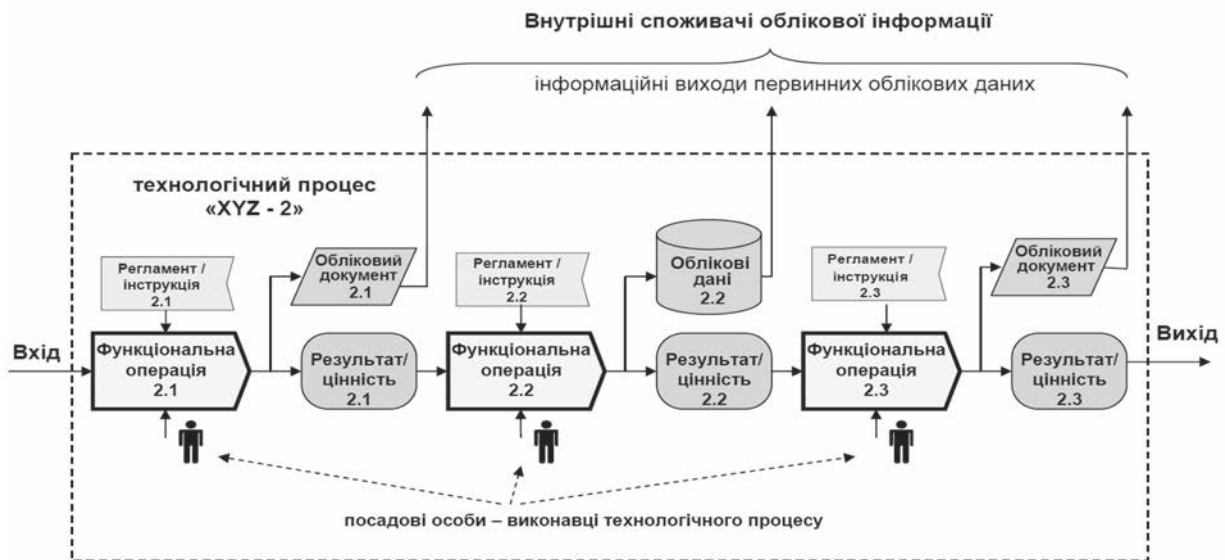 Внутрішні споживачі облікової інформації
інформаційні виходи первинних облікових даних
технологічний процес
«XYZ - 2»
Регламент /
інструкція
2.1
Обліковий
документ
2.1
Регламент /
інструкція
2.2
Облікові
дані
2.2
Регламент /
інструкція
2.3
Обліковий
документ
2.3
Вхід
Функціональна
операція
2.1
Результат/
цінність
2.1
Функціональна
операція
2.2
Результат/
цінність
2.2
Функціональна
операція
2.3
Результат/
цінність
2.3
Вихід
посадові особи – виконавці технологічного процесу